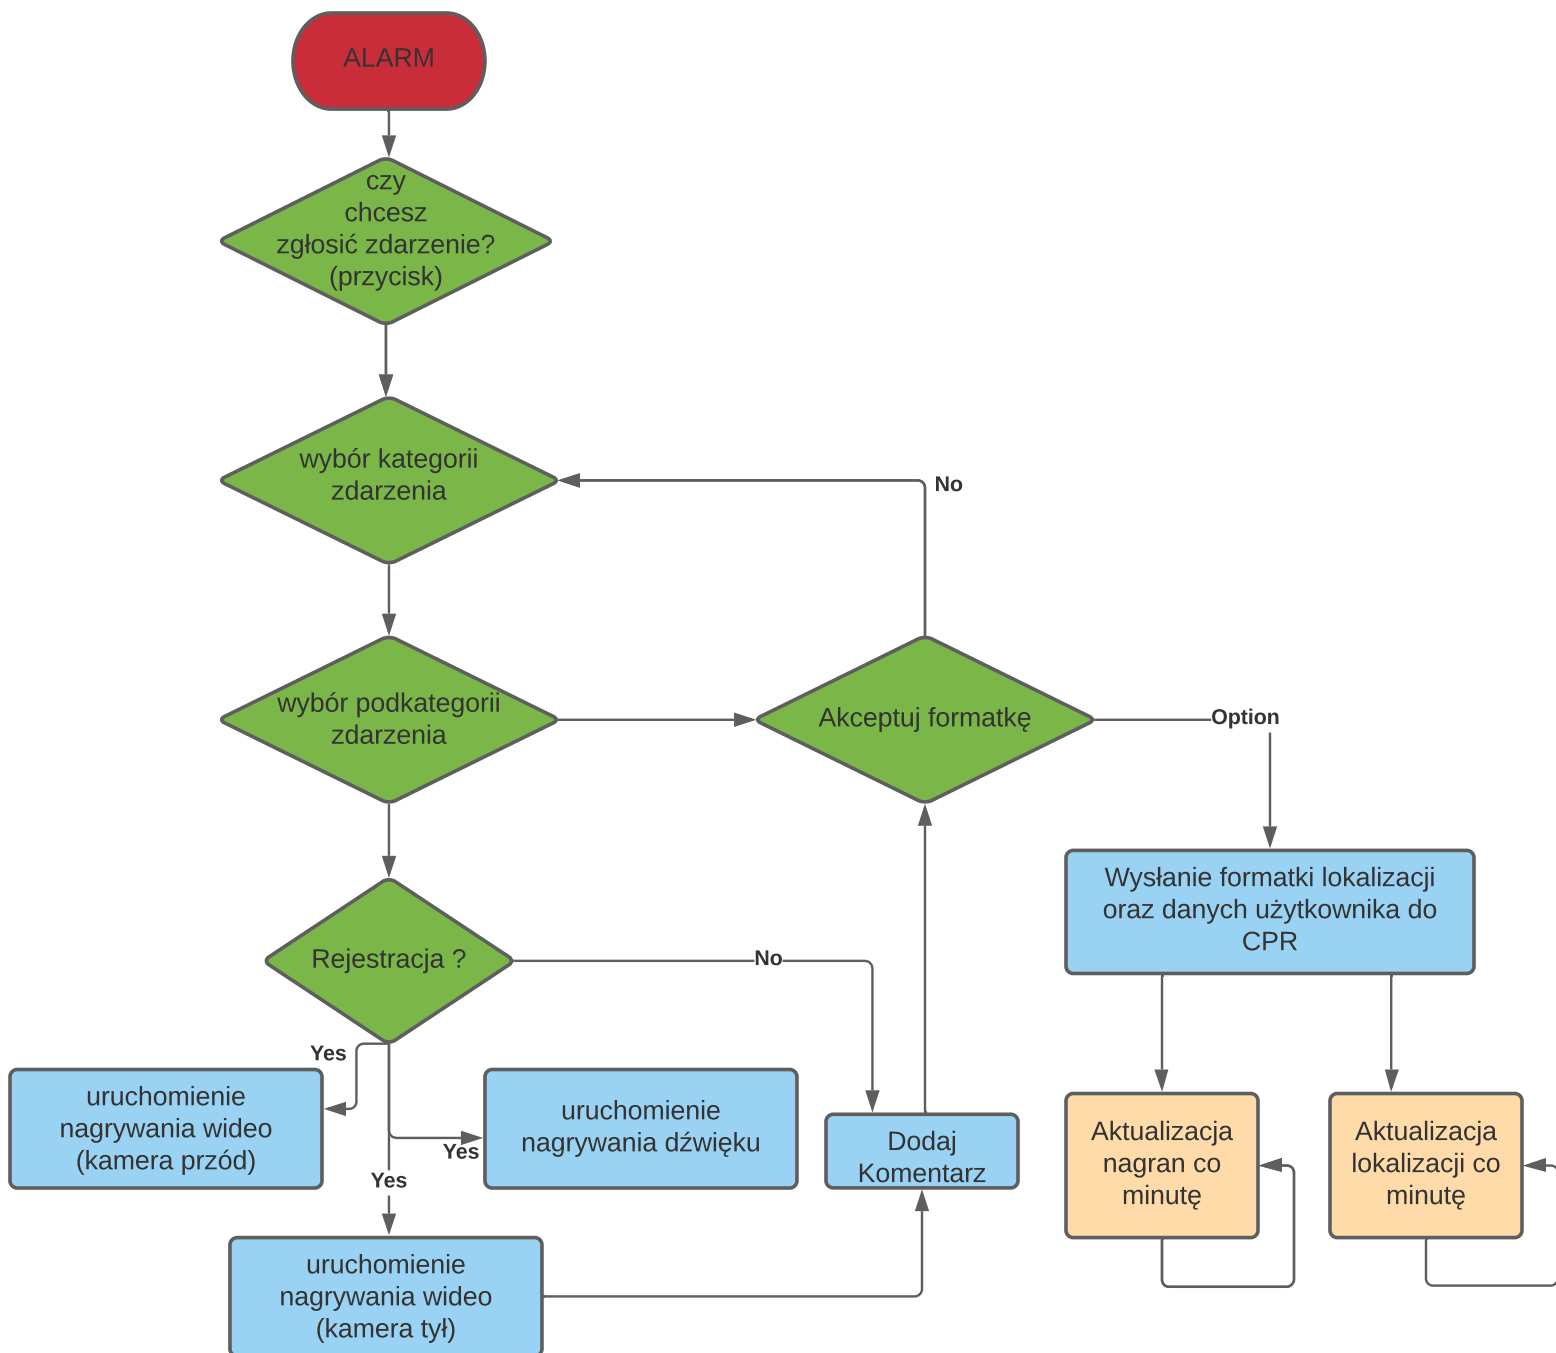 ALARM
czy
chcesz
zgłosić zdarzenie?
(przycisk)
wybór kategorii
zdarzenia
No
wybór podkategorii
zdarzenia
Akceptuj formatkę
Option
Wysłanie formatki lokalizacji
oraz danych użytkownika do
CPR
Rejestracja ?
No
Yes
uruchomienie
nagrywania wideo
(kamera przód)
uruchomienie
nagrywania dźwięku
Yes
Yes
Dodaj
Komentarz
Aktualizacja
nagran co
minutę
Aktualizacja
lokalizacji co
minutę
uruchomienie
nagrywania wideo
(kamera tył)